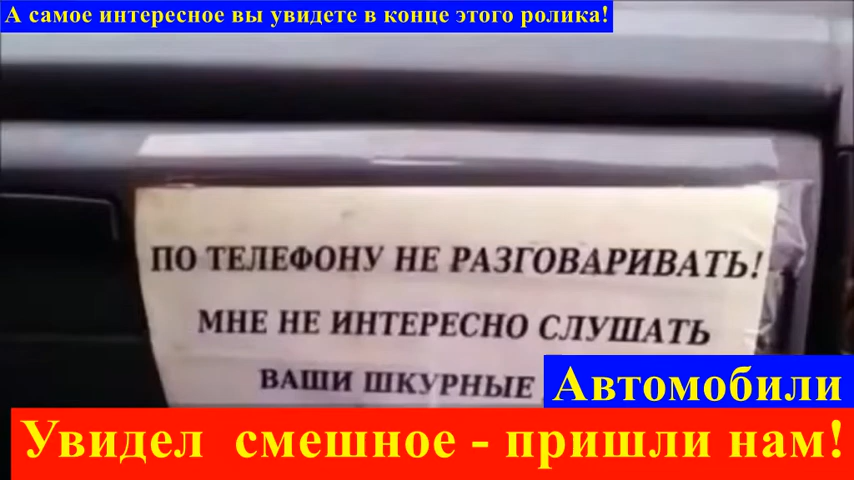 А самое интересное вы увидете в конце этого ролика!
ПО ТЕЛЕФОНУ НЕ РАЗГОВАРИВАТЬ!
МНЕ НЕ ИНТЕРЕСНО СЛУШАТЬ
ВАШИ ШКУРНЫЕ
Автомобили
Увидел смешное - пришли нам!